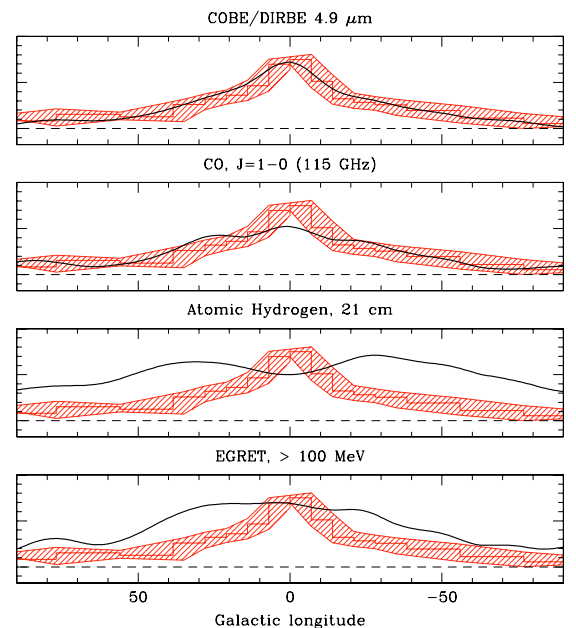 COBE/DIRBE 4.9 μm
CO, J=1−0 (115 GHz)
Atomic Hydrogen, 21 cm
EGRET, > 100 MeV
50 0 −50
Galactic longitude